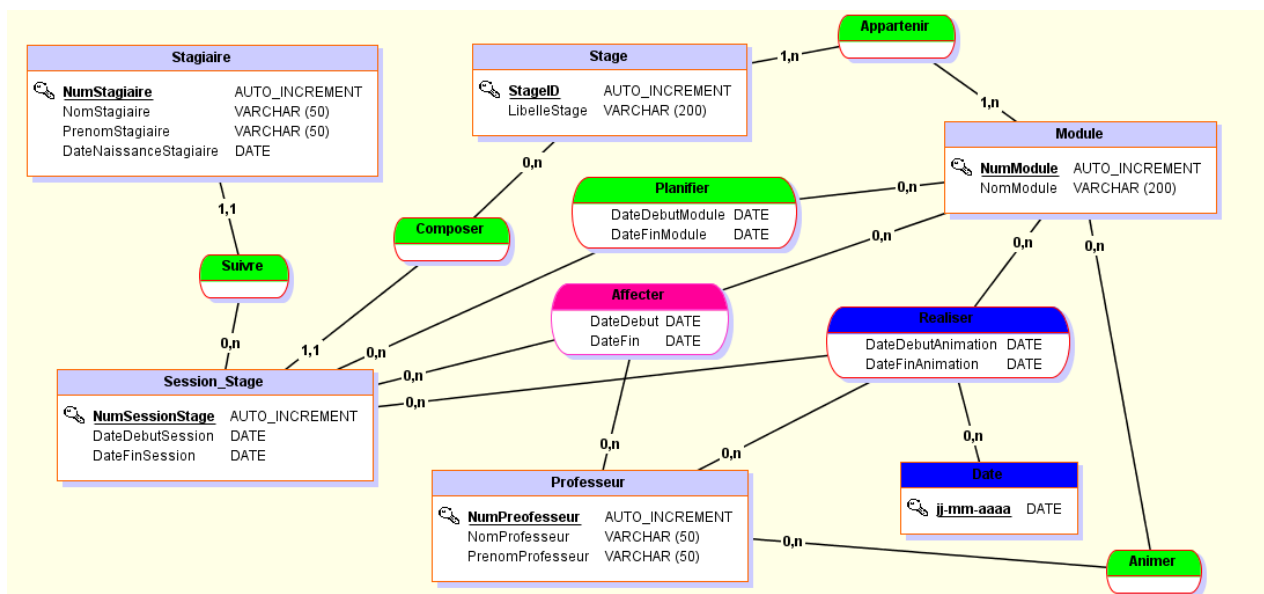 Appartenir
Stagiaire
NumStagiaire AUTO_INCREMENT
NomStagiaire VARCHAR (50)
PrenomStagiaire VARCHAR (50)
DateNaissanceStagiaire DATE
Stage
StageID AUTO_INCREMENT
LibelleStage VARCHAR (200)
1,n
1,n
Module
NumModule AUTO_INCREMENT
NomModule VARCHAR (200)
0,n
Planifier
DateDebutModule DATE
DateFinModule DATE
0,n
1,1
Composer
0,n
0,n
0,n
Suivre
Affecter
DateDebut DATE
DateFin DATE
Realiser
DateDebutAnimation DATE
DateFinAnimation DATE
0,n
1,1
0,n
0,n
0,n
Session_Stage
NumSessionStage AUTO_INCREMENT
DateDebutSession DATE
DateFinSession DATE
0,n
0,n
0,n
Professeur
NumPreofesseur AUTO_INCREMENT
NomProfesseur VARCHAR (50)
PrenomProfesseur VARCHAR (50)
Date
jj-mm-aaaa DATE
0,n
Animer